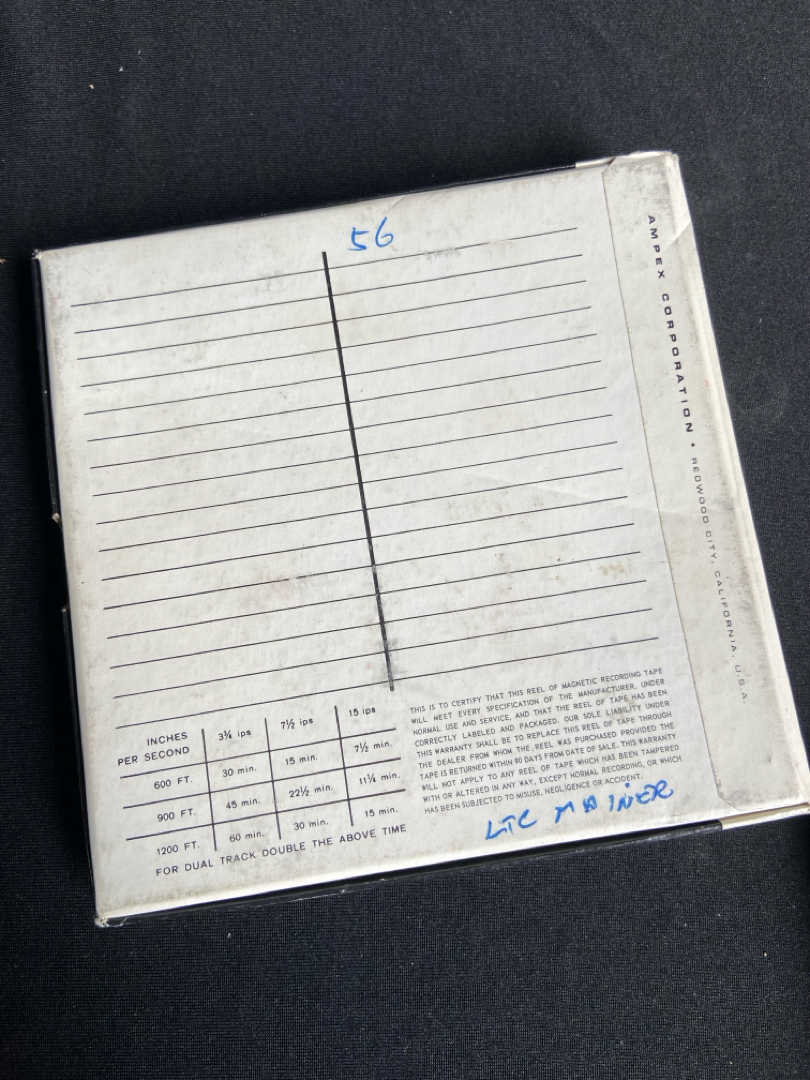 56
AMPEX CORPORATION • REDWOOD CITY, CALIFORNIA, U.S.A.
INCHES PER SECOND 3¾ ips 7½ ips 15 ips
600 FT. 30 min. 15 min. 7½ min.
900 FT. 45 min. 22½ min. 11¼ min.
1200 FT. 60 min. 30 min. 15 min.
FOR DUAL TRACK DOUBLE THE ABOVE TIME
THIS IS TO CERTIFY THAT THIS REEL OF MAGNETIC RECORDING TAPE
WILL MEET EVERY SPECIFICATION OF THE MANUFACTURER, UNDER
NORMAL USE AND SERVICE, AND THAT THE REEL OF TAPE HAS BEEN
CORRECTLY LABELED AND PACKAGED. OUR SOLE LIABILITY UNDER
THIS WARRANTY SHALL BE TO REPLACE THIS REEL OF TAPE THROUGH
THE DEALER FROM WHOM THE REEL WAS PURCHASED PROVIDED THE
TAPE IS RETURNED WITHIN 90 DAYS FROM DATE OF SALE. THIS WARRANTY
WILL NOT APPLY TO ANY REEL OF TAPE WHICH HAS BEEN TAMPERED
WITH OR ALTERED IN ANY WAY, EXCEPT NORMAL RECORDING, OR WHICH
HAS BEEN SUBJECTED TO MISUSE, NEGLIGENCE OR ACCIDENT.
MAINER